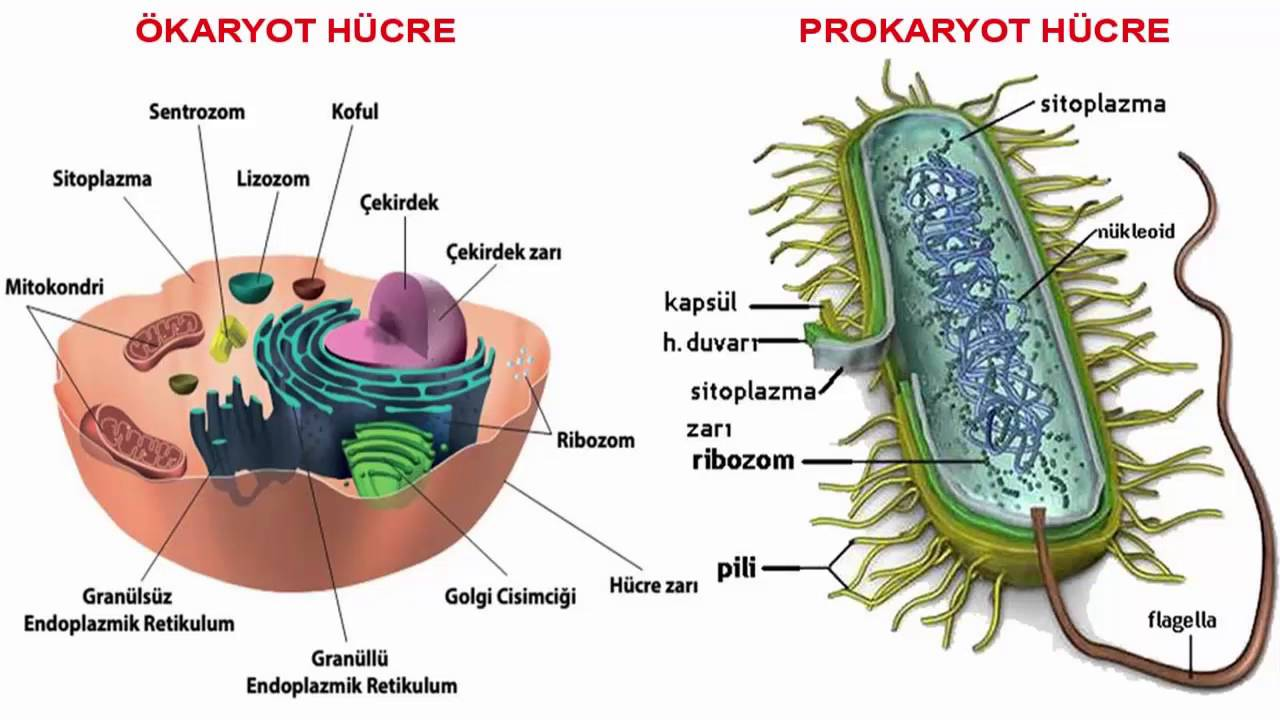 ÖKARYOT HÜCRE
Sentrozom
Koful
Sitoplazma
Lizozom
Çekirdek
Çekirdek zarı
Mitokondri
Ribozom
Hücre zarı
Golgi Cisimciği
Granülsüz
Endoplazmik Retikulum
Granüllü
Endoplazmik Retikulum
PROKARYOT HÜCRE
sitoplazma
nükleoid
kapsül
h. duvarı
sitoplazma
zarı
ribozom
pili
flagella